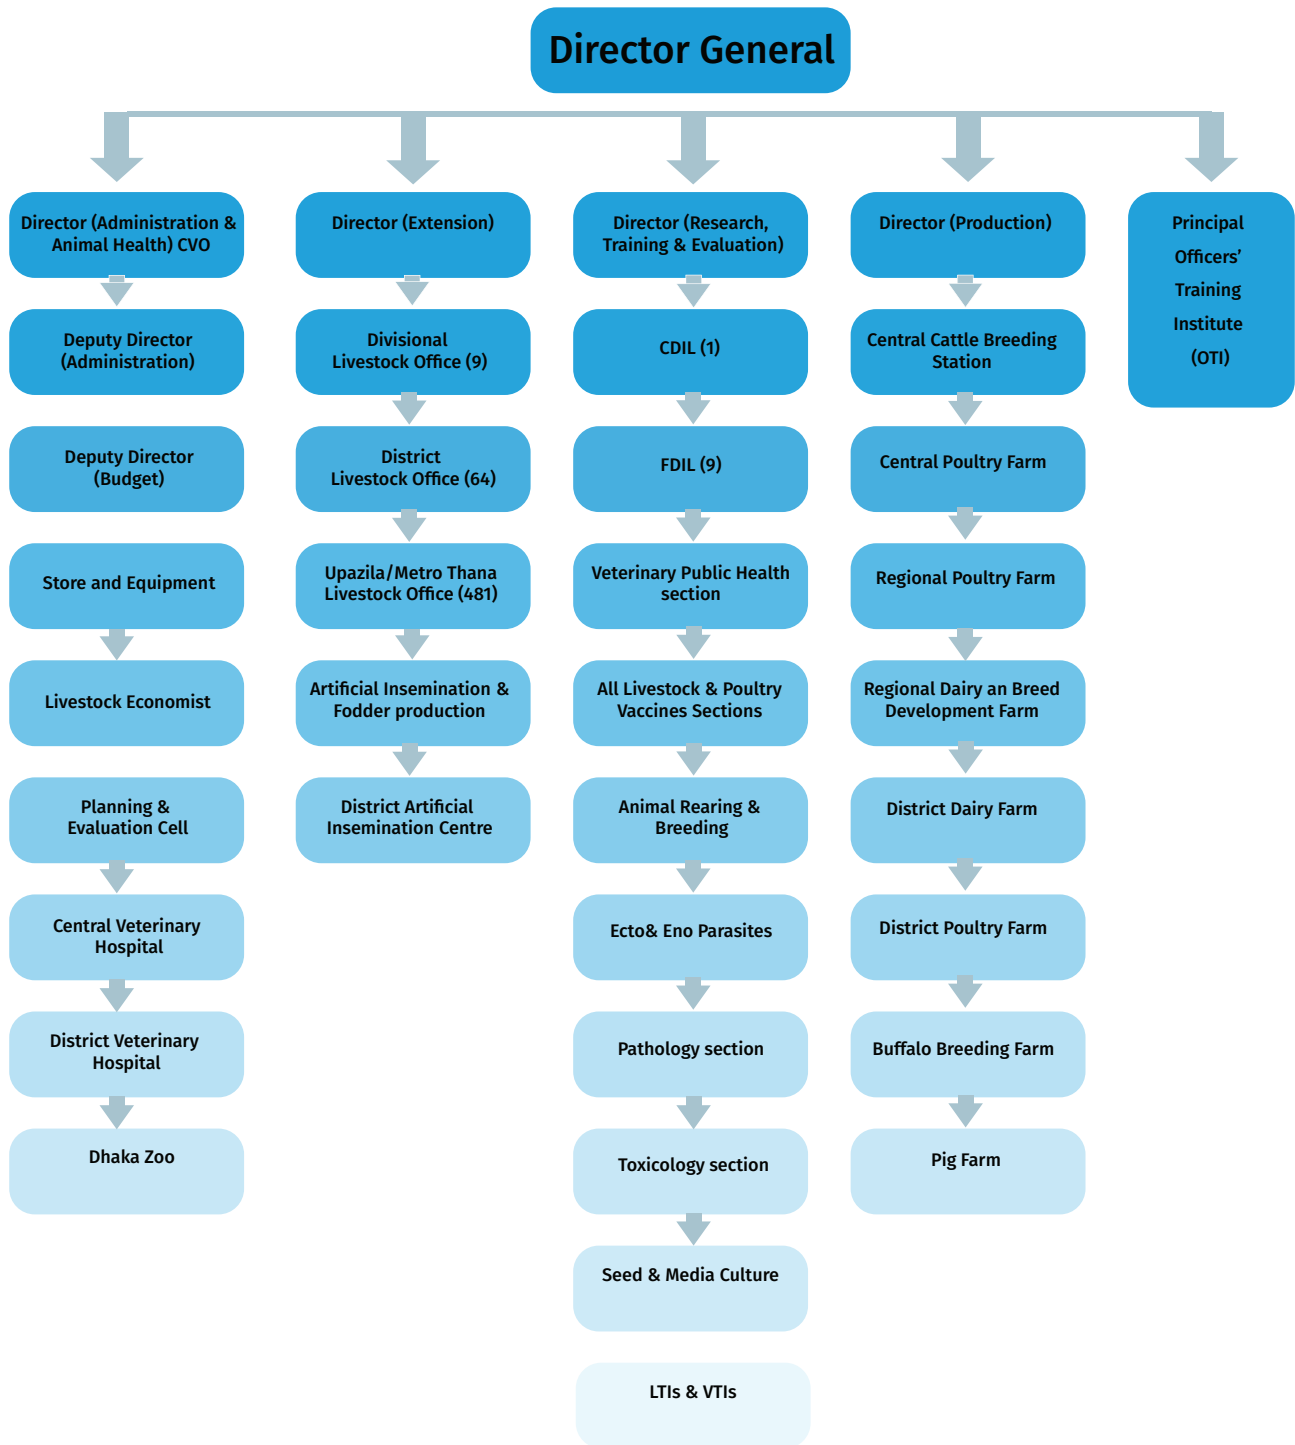 Director General
Director (Administration &
Animal Health) CVO
Deputy Director
(Administration)
Deputy Director
(Budget)
Store and Equipment
Livestock Economist
Planning &
Evaluation Cell
Central Veterinary
Hospital
District Veterinary
Hospital
Dhaka Zoo
Director (Extension)
Divisional
Livestock Office (9)
District
Livestock Office (64)
Upazila/Metro Thana
Livestock Office (481)
Artificial Insemination &
Fodder production
District Artificial
Insemination Centre
Director (Research,
Training & Evaluation)
CDIL (1)
FDIL (9)
Veterinary Public Health
section
All Livestock & Poultry
Vaccines Sections
Animal Rearing &
Breeding
Ecto& Eno Parasites
Pathology section
Toxicology section
Seed & Media Culture
LTIs & VTIs
Director (Production)
Central Cattle Breeding
Station
Central Poultry Farm
Regional Poultry Farm
Regional Dairy an Breed
Development Farm
District Dairy Farm
District Poultry Farm
Buffalo Breeding Farm
Pig Farm
Principal
Officers’
Training
Institute
(OTI)